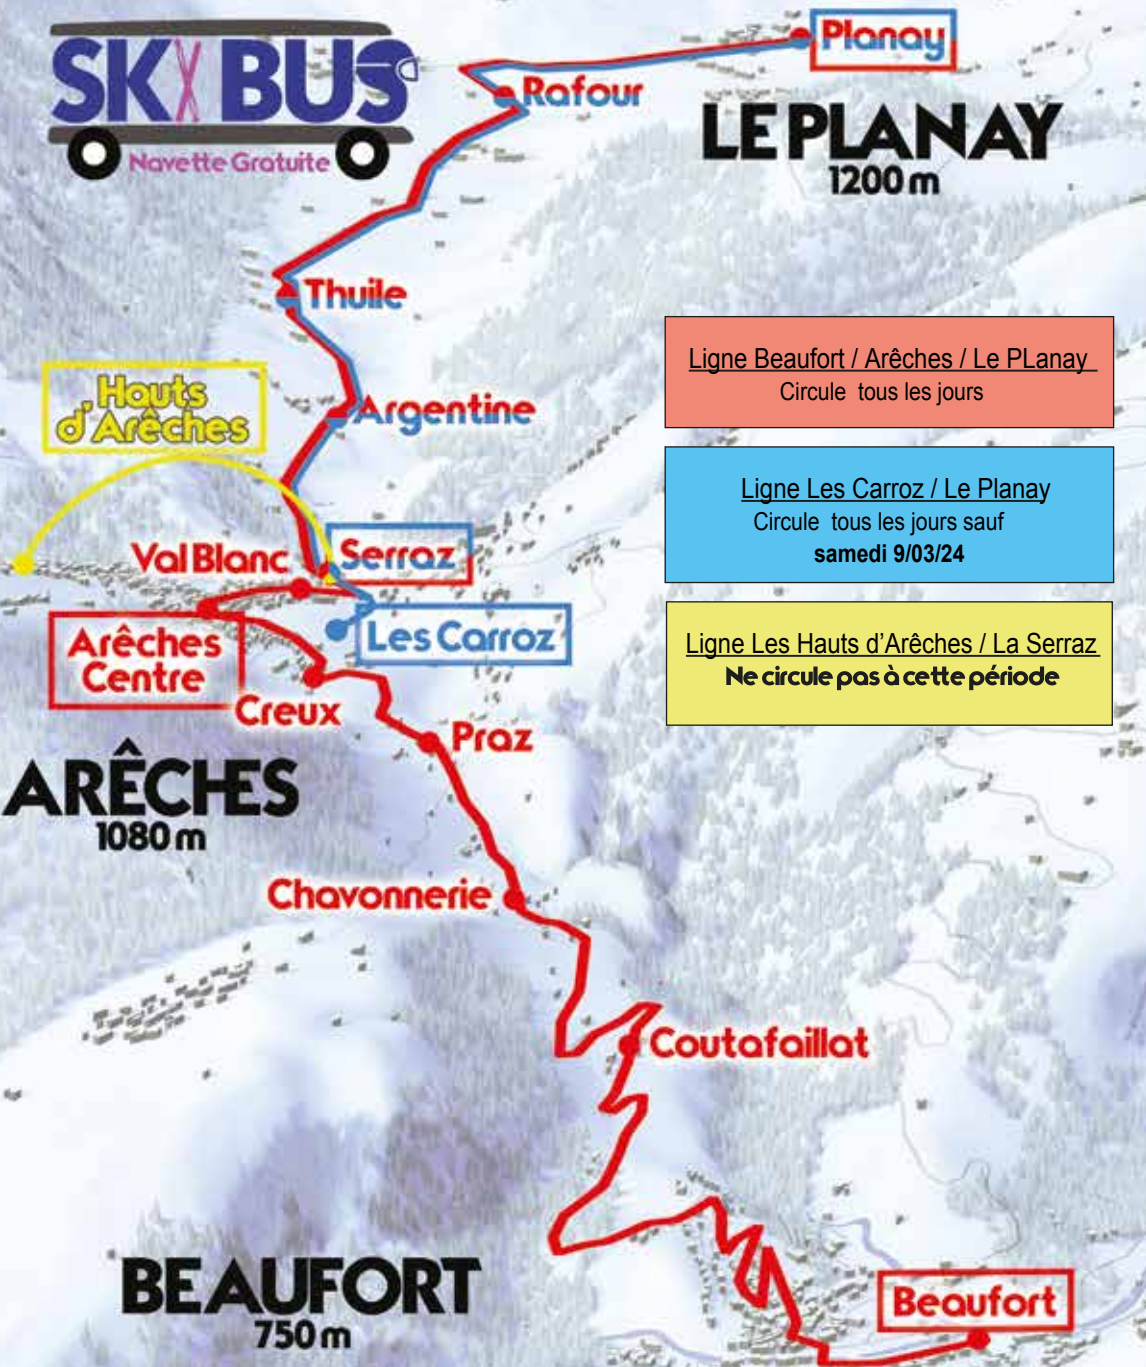 SKI BUS
Navette Gratuite
Planay
Rafour
LE PLANAY
1200 m
Thuile
Ligne Beaufort / Arêches / Le PLanay
Circule tous les jours
Hauts
d'Arêches
Argentine
Ligne Les Carroz / Le Planay
Circule tous les jours sauf
samedi 9/03/24
Val Blanc
Serraz
Arêches
Centre
Les Carroz
Ligne Les Hauts d'Arêches / La Serraz
Ne circule pas à cette période
Creux
Praz
ARÊCHES
1080 m
Chavonnerie
Coutafaillat
BEAUFORT
750 m
Beaufort